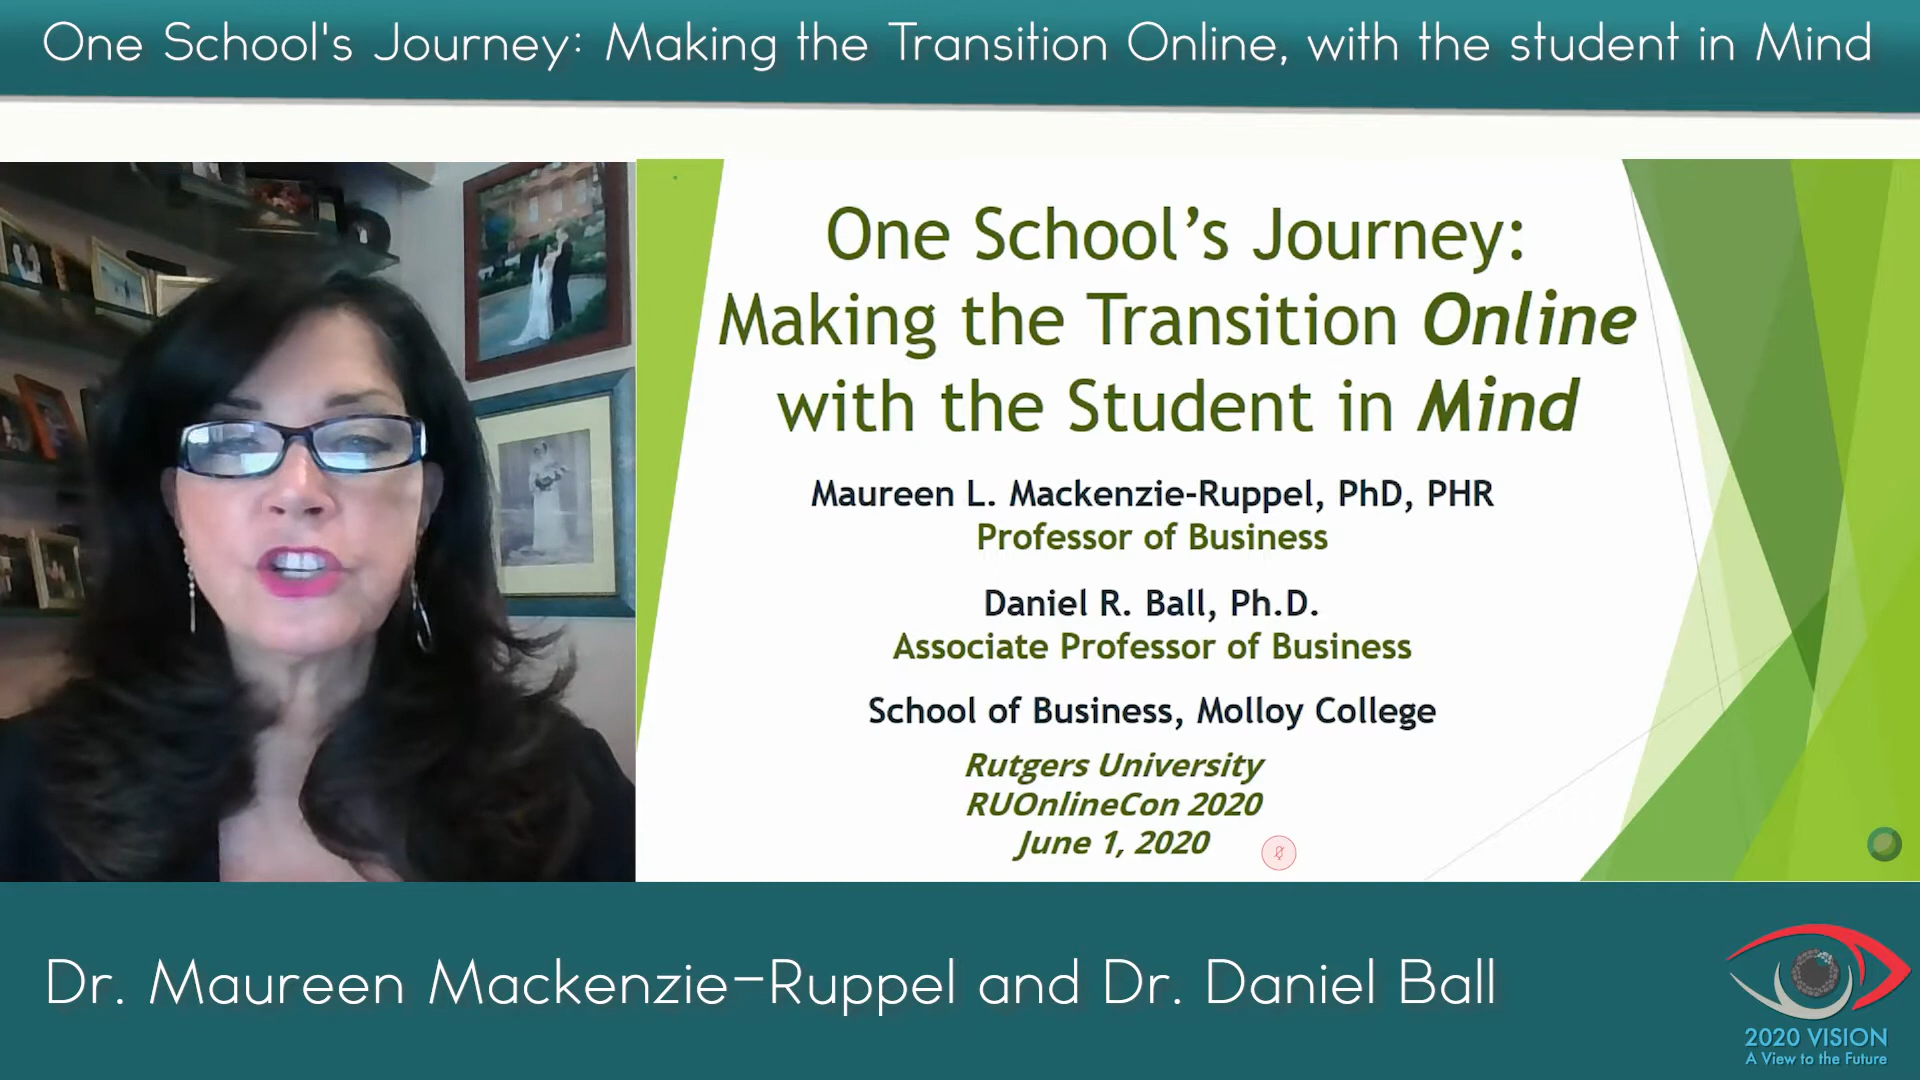 One School's Journey: Making the Transition Online, with the student in Mind
One School’s Journey:
Making the Transition Online
with the Student in Mind
Maureen L. Mackenzie-Ruppel, PhD, PHR
Professor of Business
Daniel R. Ball, Ph.D.
Associate Professor of Business
School of Business, Molloy College
Rutgers University
RUOnlineCon 2020
June 1, 2020
Dr. Maureen Mackenzie-Ruppel and Dr. Daniel Ball
2020 VISION
A View to the Future